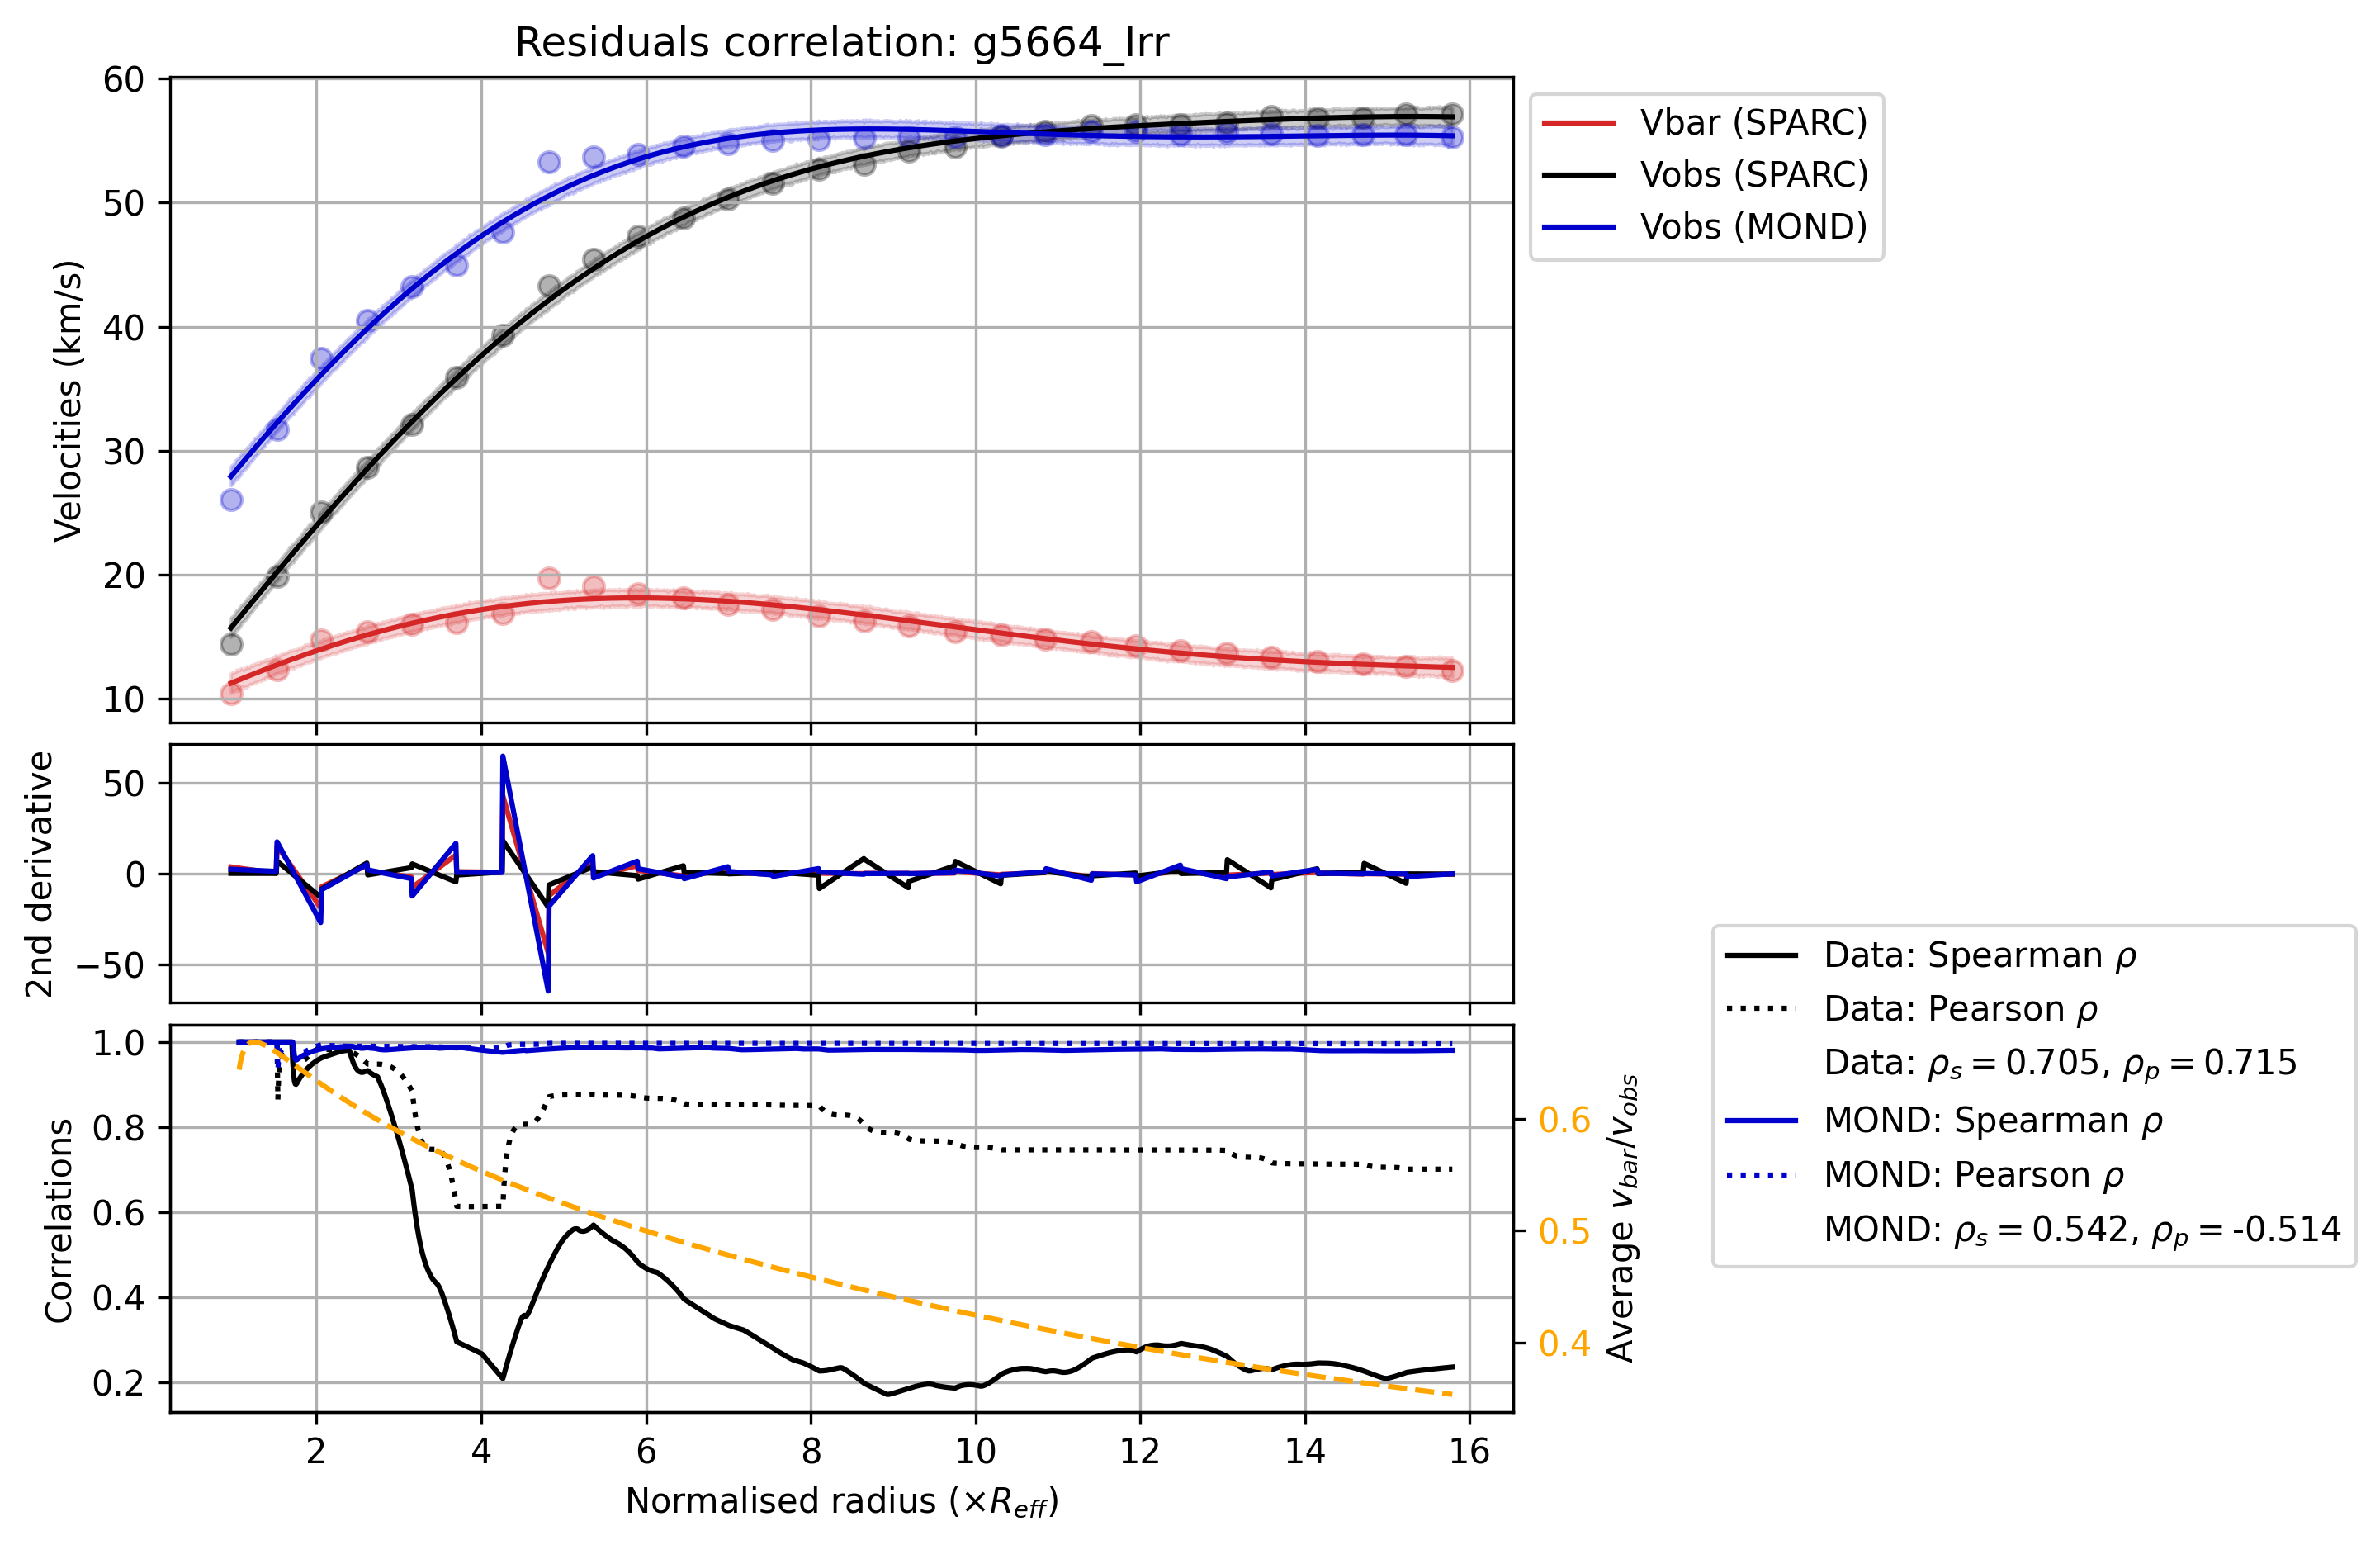 Residuals correlation: g5664_Irr
60
50
40
30
20
10
Velocities (km/s)
Vbar (SPARC)
Vobs (SPARC)
Vobs (MOND)
50
0
−50
2nd derivative
1.0
0.8
0.6
0.4
0.2
Correlations
0.6
0.5
0.4
Average v_bar/v_obs
Data: Spearman ρ
Data: Pearson ρ
Data: ρ_s = 0.705, ρ_p = 0.715
MOND: Spearman ρ
MOND: Pearson ρ
MOND: ρ_s = 0.542, ρ_p = -0.514
2 4 6 8 10 12 14 16
Normalised radius (×R_eff)